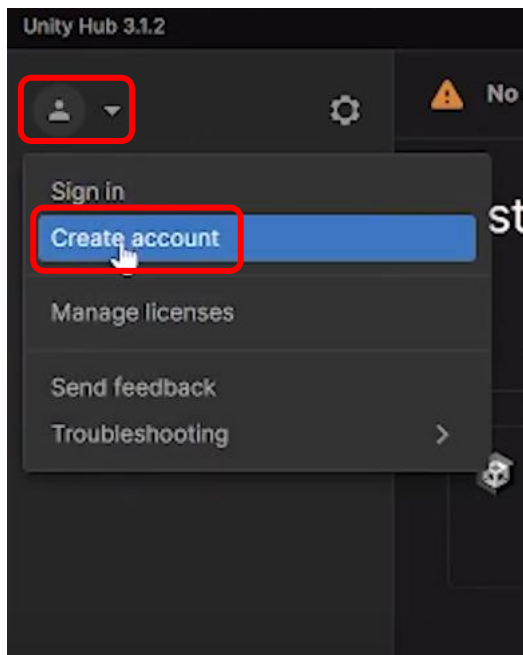 Unity Hub 3.1.2
No
st
Sign in
Create account
Manage licenses
Send feedback
Troubleshooting